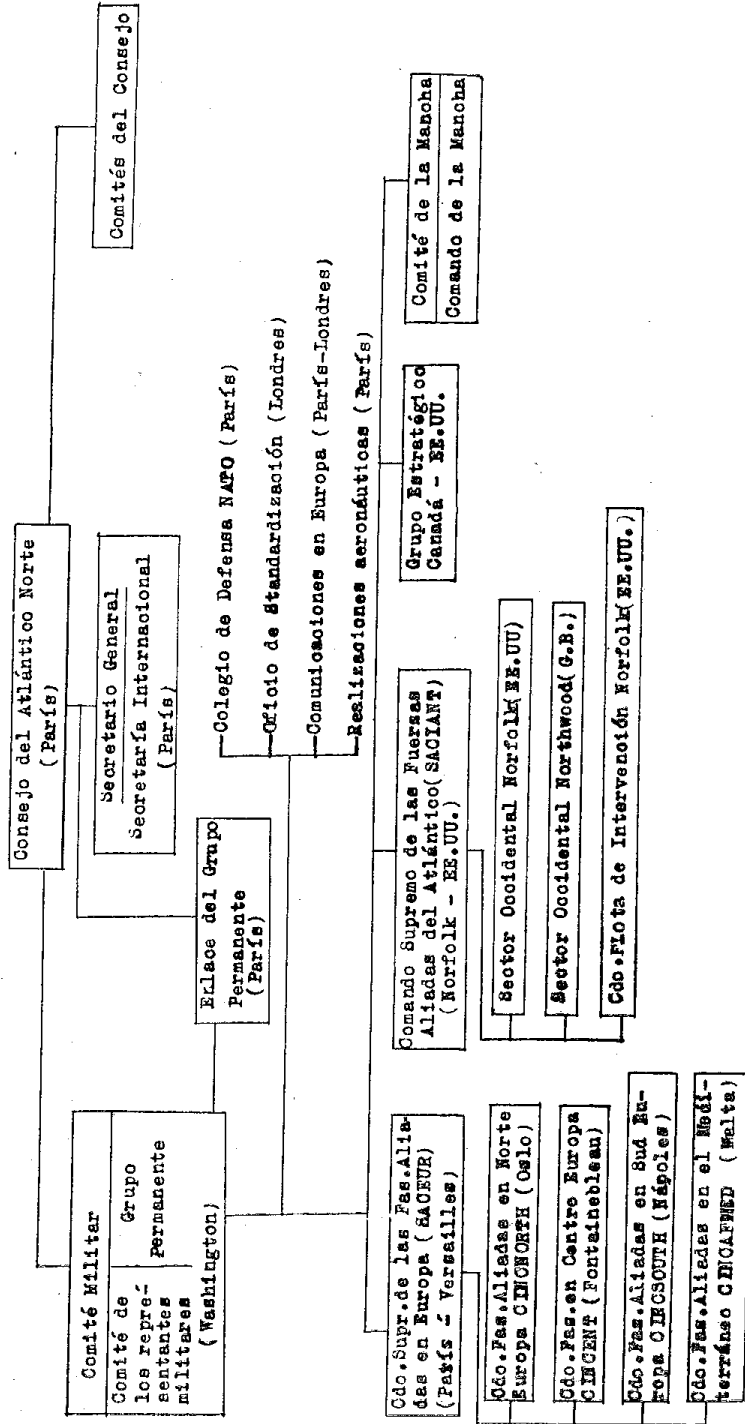 Consejo del Atlántico Norte
(París)
Comités del Consejo
Secretario General
Secretaría Internacional
(París)
Comité Militar
Comité de
los repre-
sentantes
militares
Grupo
Permanente
(Washington)
Enlace del Grupo
Permanente
(París)
Colegio de Defensa NATO (París)
Oficio de Standardización (Londres)
Comunicaciones en Europa (París-Londres)
Realizaciones aeronáuticas (París)
Cdo.Supr.de las Fas.Alia-
das en Europa (SACEUR)
(París - Versailles)
Cdo.Fas.Aliadas en Norte
Europa CINCNORTH (Oslo)
Cdo.Fas.en Centre Europa
CINCENT (Fontainebleau)
Cdo.Fas.Aliadas en Sud Eu-
ropa CINCSOUTH (Nápoles)
Cdo.Fas.Aliadas en el Medi-
terráneo CINCAFMED (Malta)
Comando Supremo de las Fuersas
Aliadas del Atlántico(SACIANT)
(Norfolk - EE.UU.)
Sector Occidental Norfolk(EE.UU)
Sector Occidental Northwood(G.B.)
Cdo.Flota de Intervención Norfolk(EE.UU.)
Grupo Estratégico
Canadá - EE.UU.
Comité de la Mancha
Comando de la Mancha